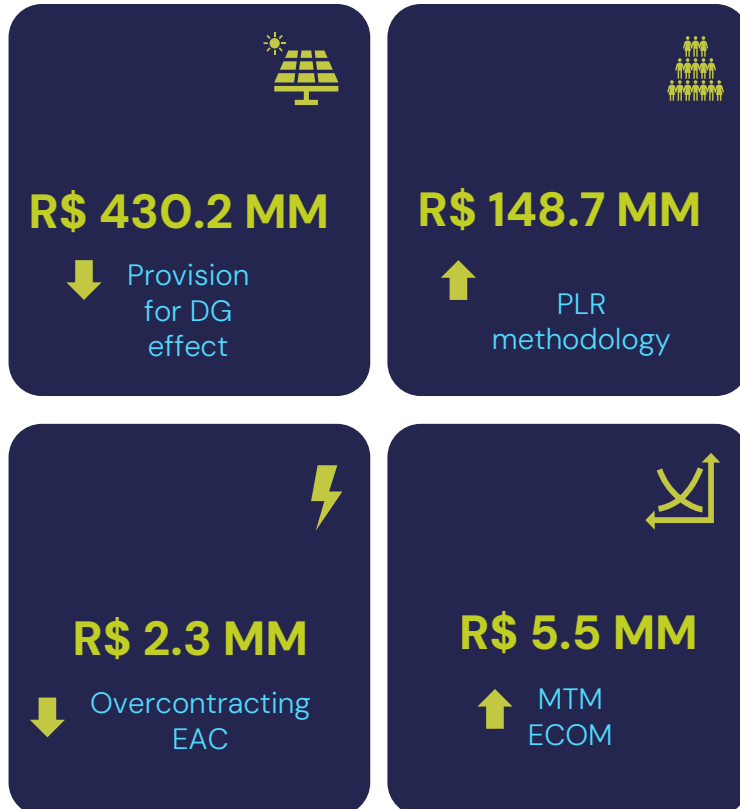 R$ 430.2 MM
Provision
for DG
effect
R$ 148.7 MM
PLR
methodology
R$ 2.3 MM
Overcontracting
EAC
R$ 5.5 MM
MTM
ECOM